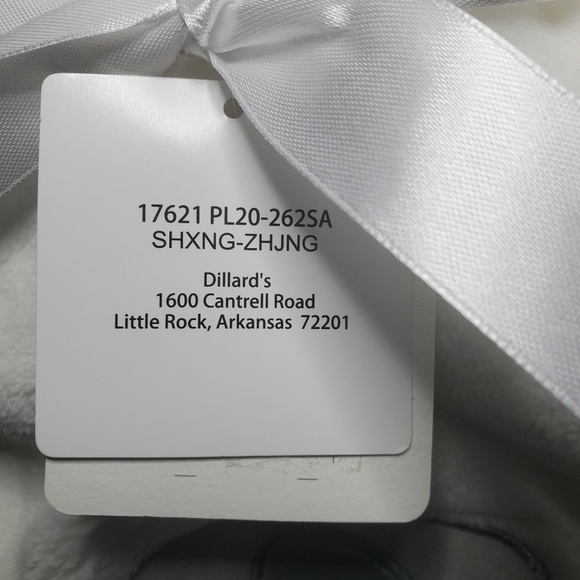 17621 PL20-262SA
SHXNG-ZHJNG
Dillard's
1600 Cantrell Road
Little Rock, Arkansas 72201